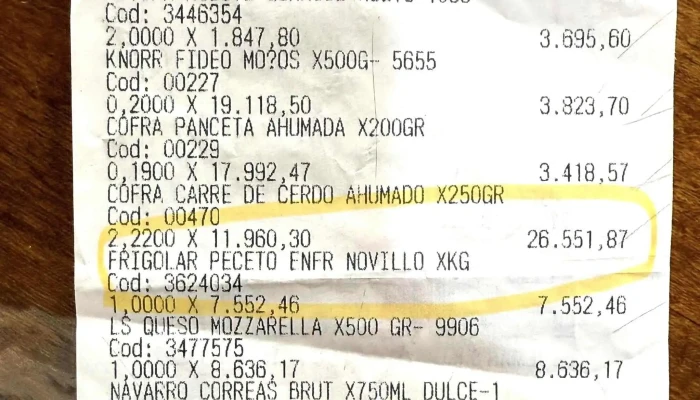 Cod: 3446354
2,0000 X 1.847,80 3.695,60
KNORR FIDEO MO?OS X500G- 5655
Cod: 00227
0,2000 X 19.118,50 3.823,70
COFRA PANCETA AHUMADA X200GR
Cod: 00229
0,1900 X 17.992,47 3.418,57
COFRA CARRE DE CERDO AHUMADO X250GR
Cod: 00470
2,2200 X 11.960,30 26.551,87
FRIGOLAR PECETO ENFR NOVILLO XKG
Cod: 3624034
1,0000 X 7.552,46 7.552,46
LS QUESO MOZZARELLA X500 GR- 9906
Cod: 3477575
1,0000 X 8.636,17 8.636,17
NAVARRO CORREAS BRUT X750ML DULCE-1